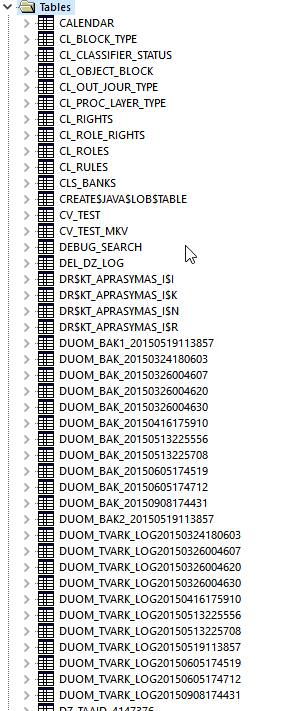 Tables
CALENDAR
CL_BLOCK_TYPE
CL_CLASSIFIER_STATUS
CL_OBJECT_BLOCK
CL_OUT_JOUR_TYPE
CL_PROC_LAYER_TYPE
CL_RIGHTS
CL_ROLE_RIGHTS
CL_ROLES
CL_RULES
CLS_BANKS
CREATE$JAVA$LOB$TABLE
CV_TEST
CV_TEST_MKV
DEBUG_SEARCH
DEL_DZ_LOG
DR$KT_APRASYMAS_I$I
DR$KT_APRASYMAS_I$K
DR$KT_APRASYMAS_I$N
DR$KT_APRASYMAS_I$R
DUOM_BAK1_20150519113857
DUOM_BAK_20150324180603
DUOM_BAK_20150326004607
DUOM_BAK_20150326004620
DUOM_BAK_20150326004630
DUOM_BAK_20150416175910
DUOM_BAK_20150513225556
DUOM_BAK_20150513225708
DUOM_BAK_20150605174519
DUOM_BAK_20150605174712
DUOM_BAK_20150908174431
DUOM_BAK2_20150519113857
DUOM_TVARK_LOG20150324180603
DUOM_TVARK_LOG20150326004607
DUOM_TVARK_LOG20150326004620
DUOM_TVARK_LOG20150326004630
DUOM_TVARK_LOG20150416175910
DUOM_TVARK_LOG20150513225556
DUOM_TVARK_LOG20150513225708
DUOM_TVARK_LOG20150519113857
DUOM_TVARK_LOG20150605174519
DUOM_TVARK_LOG20150605174712
DUOM_TVARK_LOG20150908174431